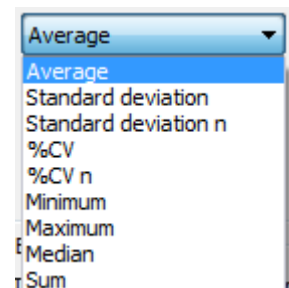 Average
Average
Standard deviation
Standard deviation n
%CV
%CV n
Minimum
Maximum
Median
Sum